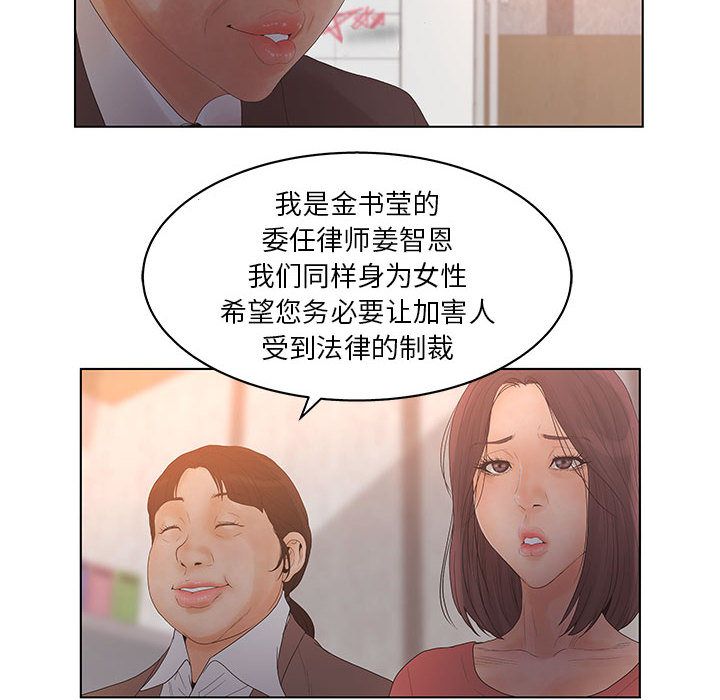 我是金书莹的
委任律师姜智恩
我们同样身为女性
希望您务必要让加害人
受到法律的制裁